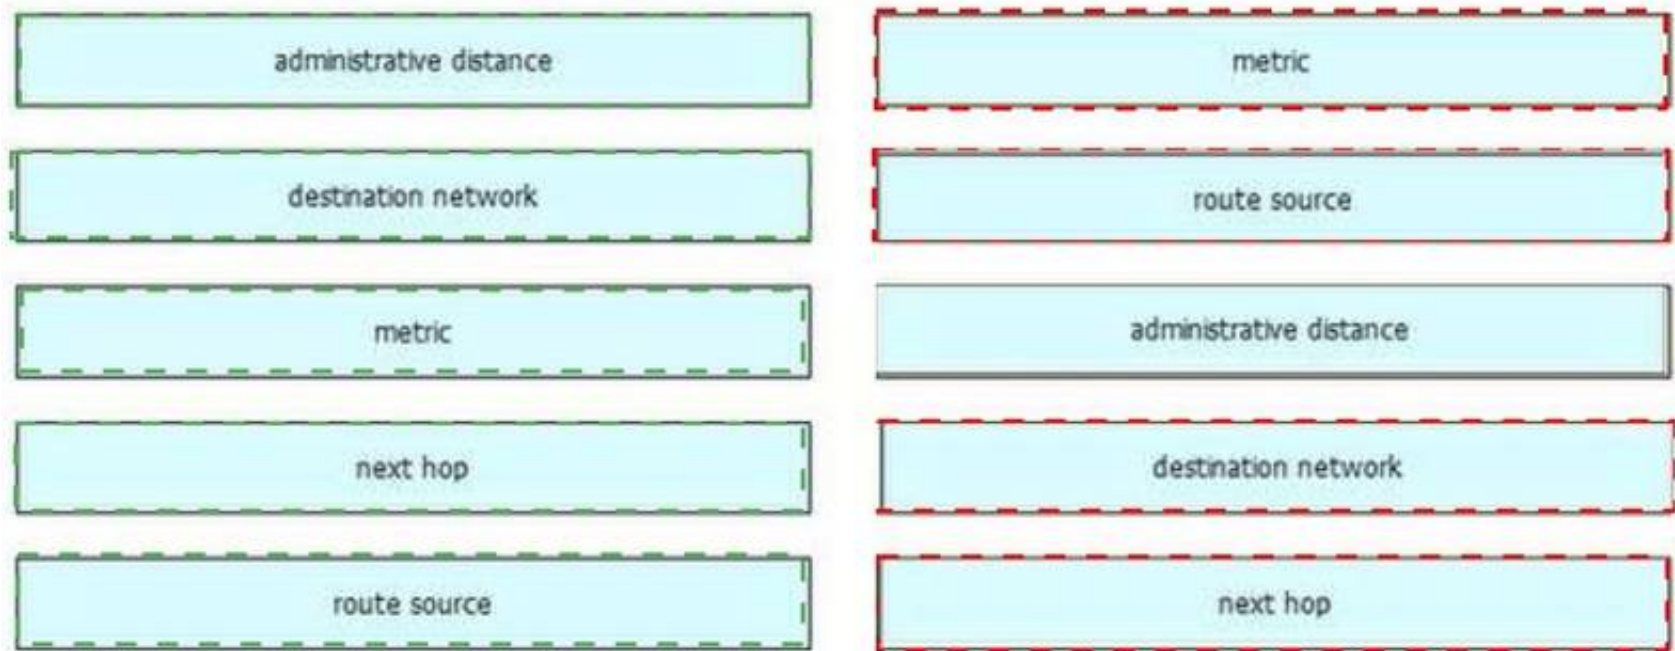 administrative distance
metric
destination network
route source
metric
administrative distance
next hop
destination network
route source
next hop